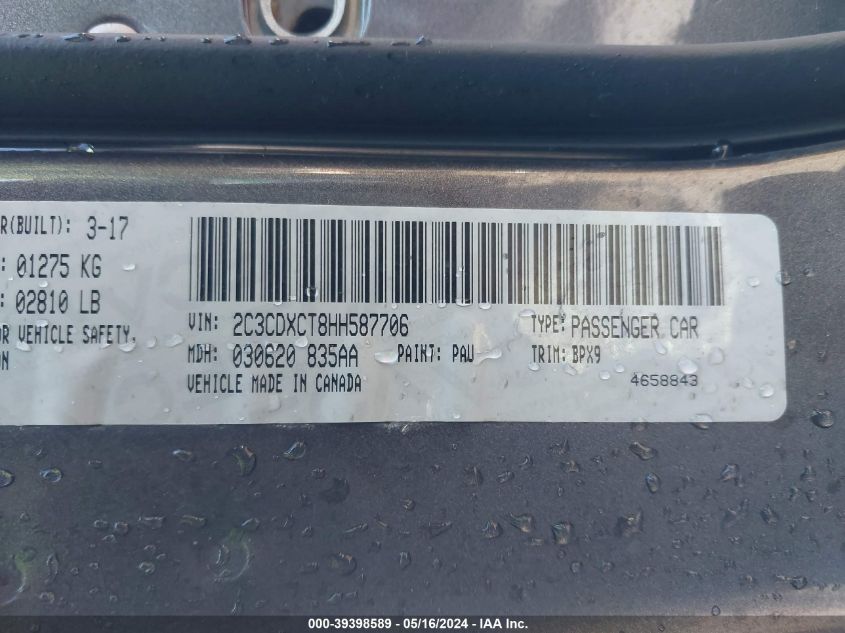 R(BUILT): 3-17
: 01275 KG
: 02810 LB
OR VEHICLE SAFETY,
ON
VIN: 2C3CDXCT8HH587706 TYPE: PASSENGER CAR
MDH: 030620 835AA PAINT: PAU TRIM: BPX9
VEHICLE MADE IN CANADA 4658843
000-39398589 - 05/16/2024 - IAA Inc.